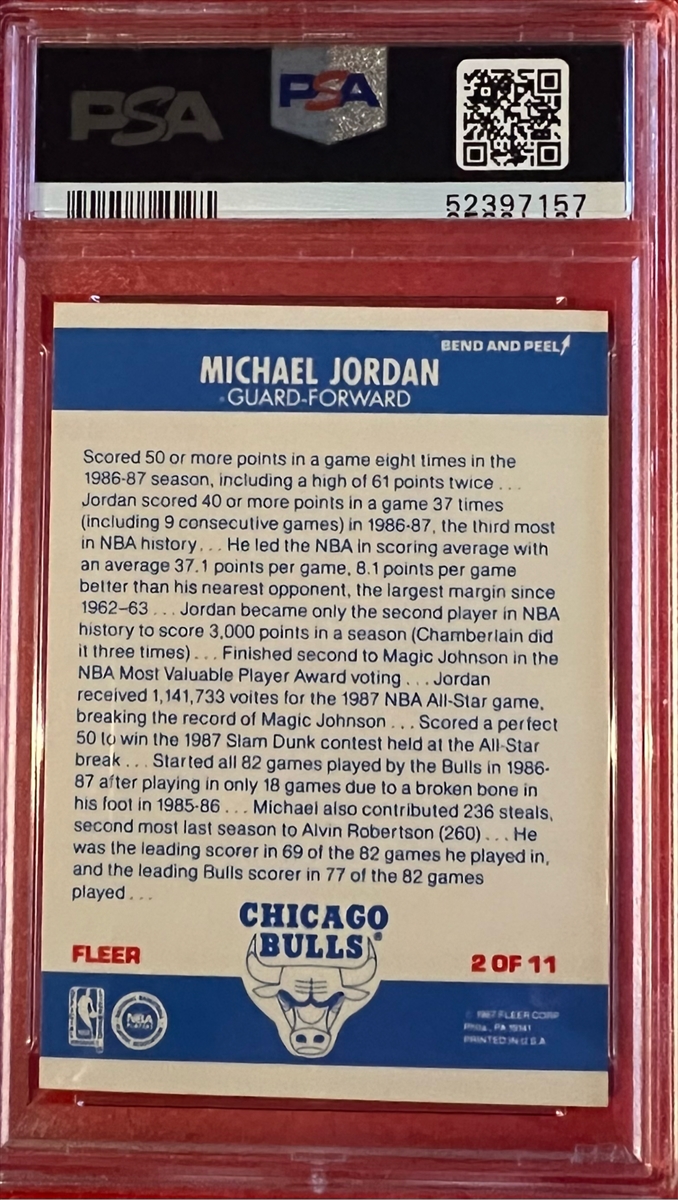 PSA
PSA
52397157
BEND AND PEEL
MICHAEL JORDAN
GUARD-FORWARD
Scored 50 or more points in a game eight times in the
1986-87 season, including a high of 61 points twice ...
Jordan scored 40 or more points in a game 37 times
(including 9 consecutive games) in 1986-87, the third most
in NBA history ... He led the NBA in scoring average with
an average 37.1 points per game, 8.1 points per game
better than his nearest opponent, the largest margin since
1962–63 ... Jordan became only the second player in NBA
history to score 3,000 points in a season (Chamberlain did
it three times) ... Finished second to Magic Johnson in the
NBA Most Valuable Player Award voting ... Jordan
received 1,141,733 voites for the 1987 NBA All-Star game,
breaking the record of Magic Johnson ... Scored a perfect
50 to win the 1987 Slam Dunk contest held at the All-Star
break ... Started all 82 games played by the Bulls in 1986-
87 after playing in only 18 games due to a broken bone in
his foot in 1985-86 ... Michael also contributed 236 steals,
second most last season to Alvin Robertson (260) ... He
was the leading scorer in 69 of the 82 games he played in,
and the leading Bulls scorer in 77 of the 82 games
played ...
CHICAGO
BULLS®
FLEER
2 OF 11
NBA
© 1987 FLEER CORP
PHILA., PA 19141
PRINTED IN U.S.A